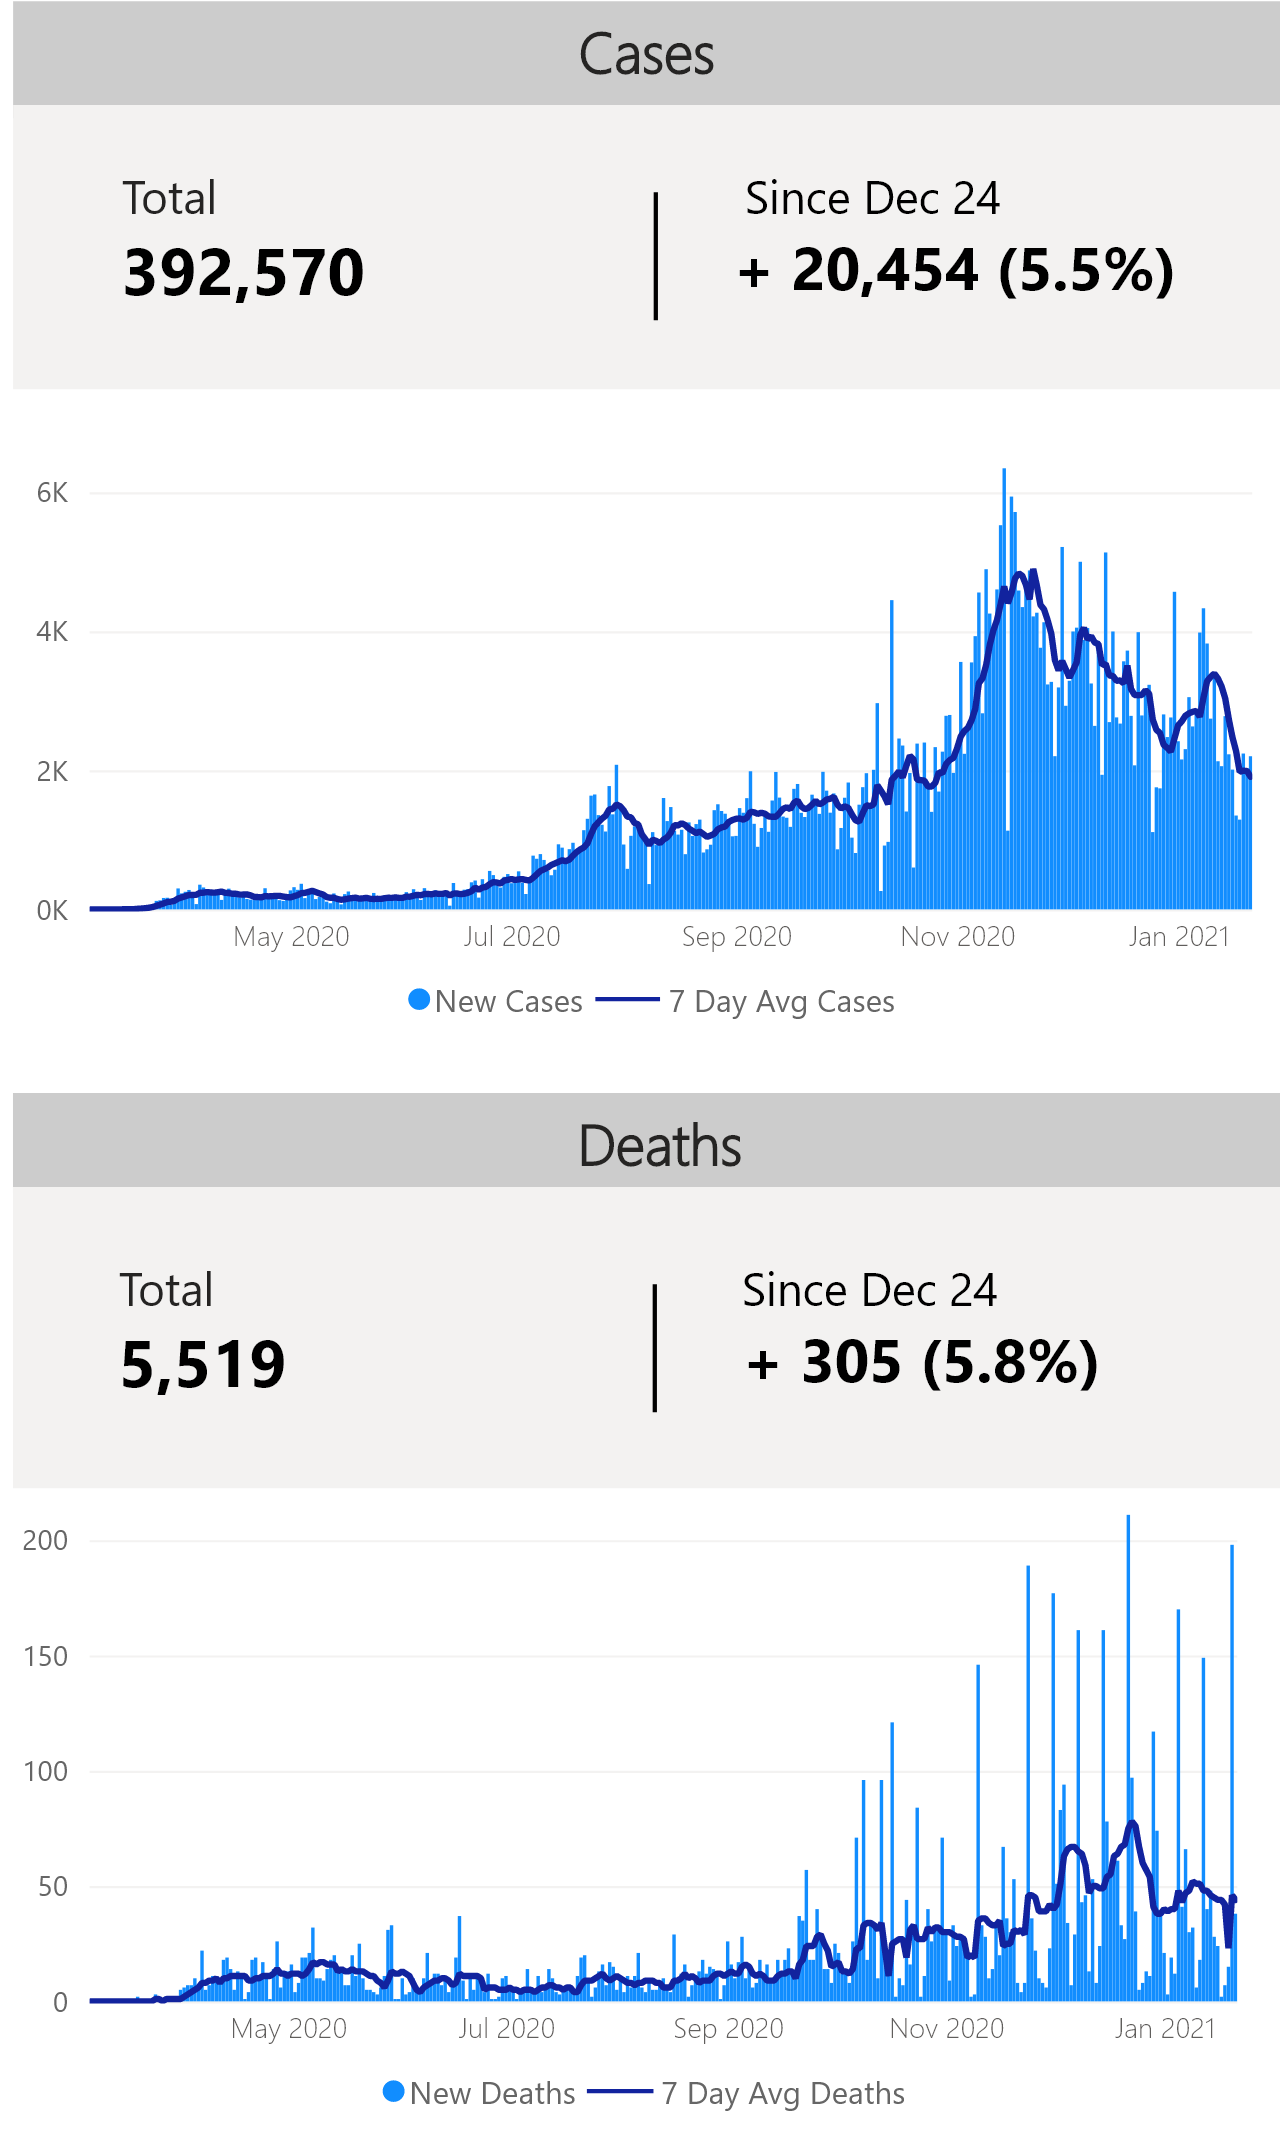 Cases
Total
Since Dec 24
392,570
+ 20,454 (5.5%)
6K
4K
2K
0K
May 2020
Jul 2020
Sep 2020
Nov 2020
Jan 2021
New Cases
7 Day Avg Cases
Deaths
Total
Since Dec 24
5,519
+ 305 (5.8%)
200
150
100
50
0
May 2020
Jul 2020
Sep 2020
Nov 2020
Jan 2021
New Deaths
7 Day Avg Deaths